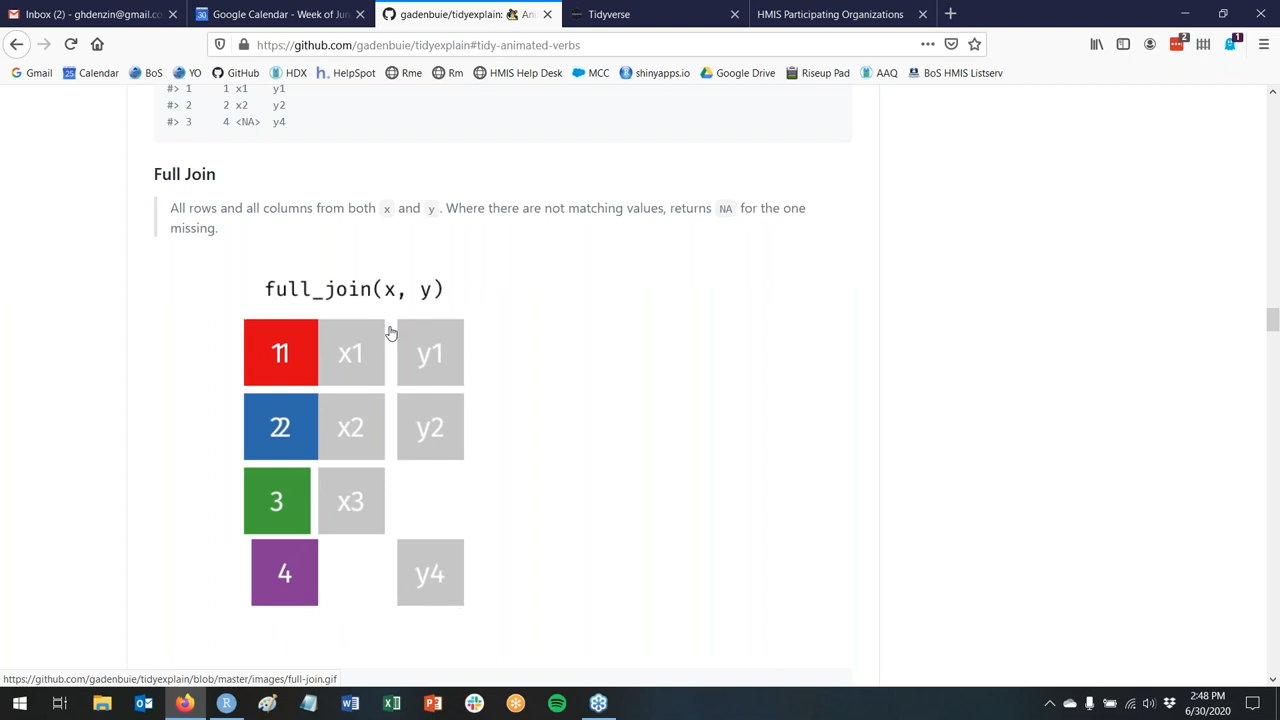 Inbox (2) - ghdenzin@gmail.co
Google Calendar - Week of Jun
gadenbuie/tidyexplain: Ani
Tidyverse
HMIS Participating Organizations
https://github.com/gadenbuie/tidyexplain#tidy-animated-verbs
2
1
Gmail
Calendar
BoS
YO
GitHub
HDX
HelpSpot
Rme
Rm
HMIS Help Desk
MCC
shinyapps.io
Google Drive
Riseup Pad
AAQ
BoS HMIS Listserv
#> 1 1 x1 y1
#> 2 2 x2 y2
#> 3 4 <NA> y4
Full Join
All rows and all columns from both x and y. Where there are not matching values, returns NA for the one
missing.
full_join(x, y)
11 x1 y1
22 x2 y2
3 x3
4 y4
https://github.com/gadenbuie/tidyexplain/blob/master/images/full-join.gif
2:48 PM
6/30/2020